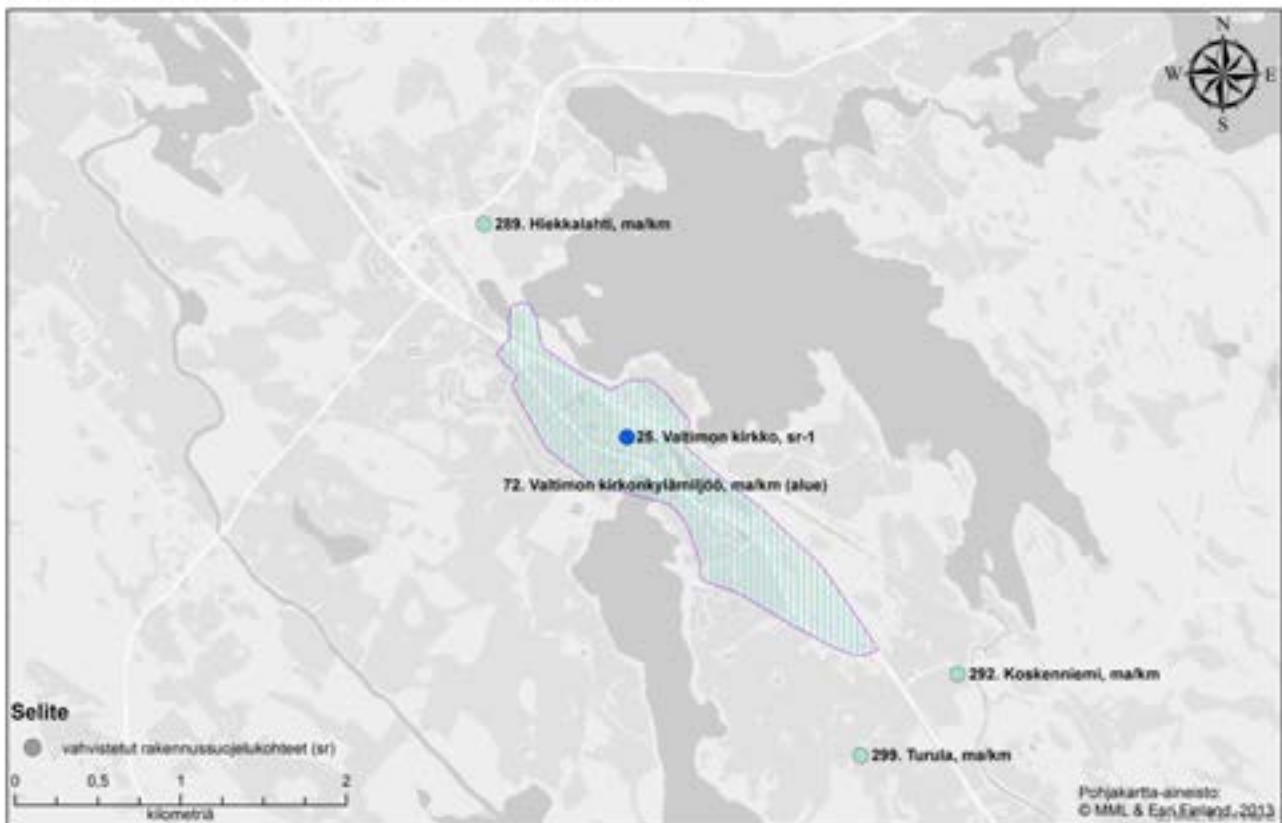 N
W E
S
289. Hiekkalahti, ma/km
25. Valtimon kirkko, sr-1
72. Valtimon kirkonkylämiljöö, ma/km (alue)
292. Koskenniemi, ma/km
299. Turula, ma/km
Selite
vahvistetut rakennussuojelukohteet (sr)
0 0,5 1 2
kilometriä
Pohjakartta-aineisto:
© MML & Esri Finland, 2013